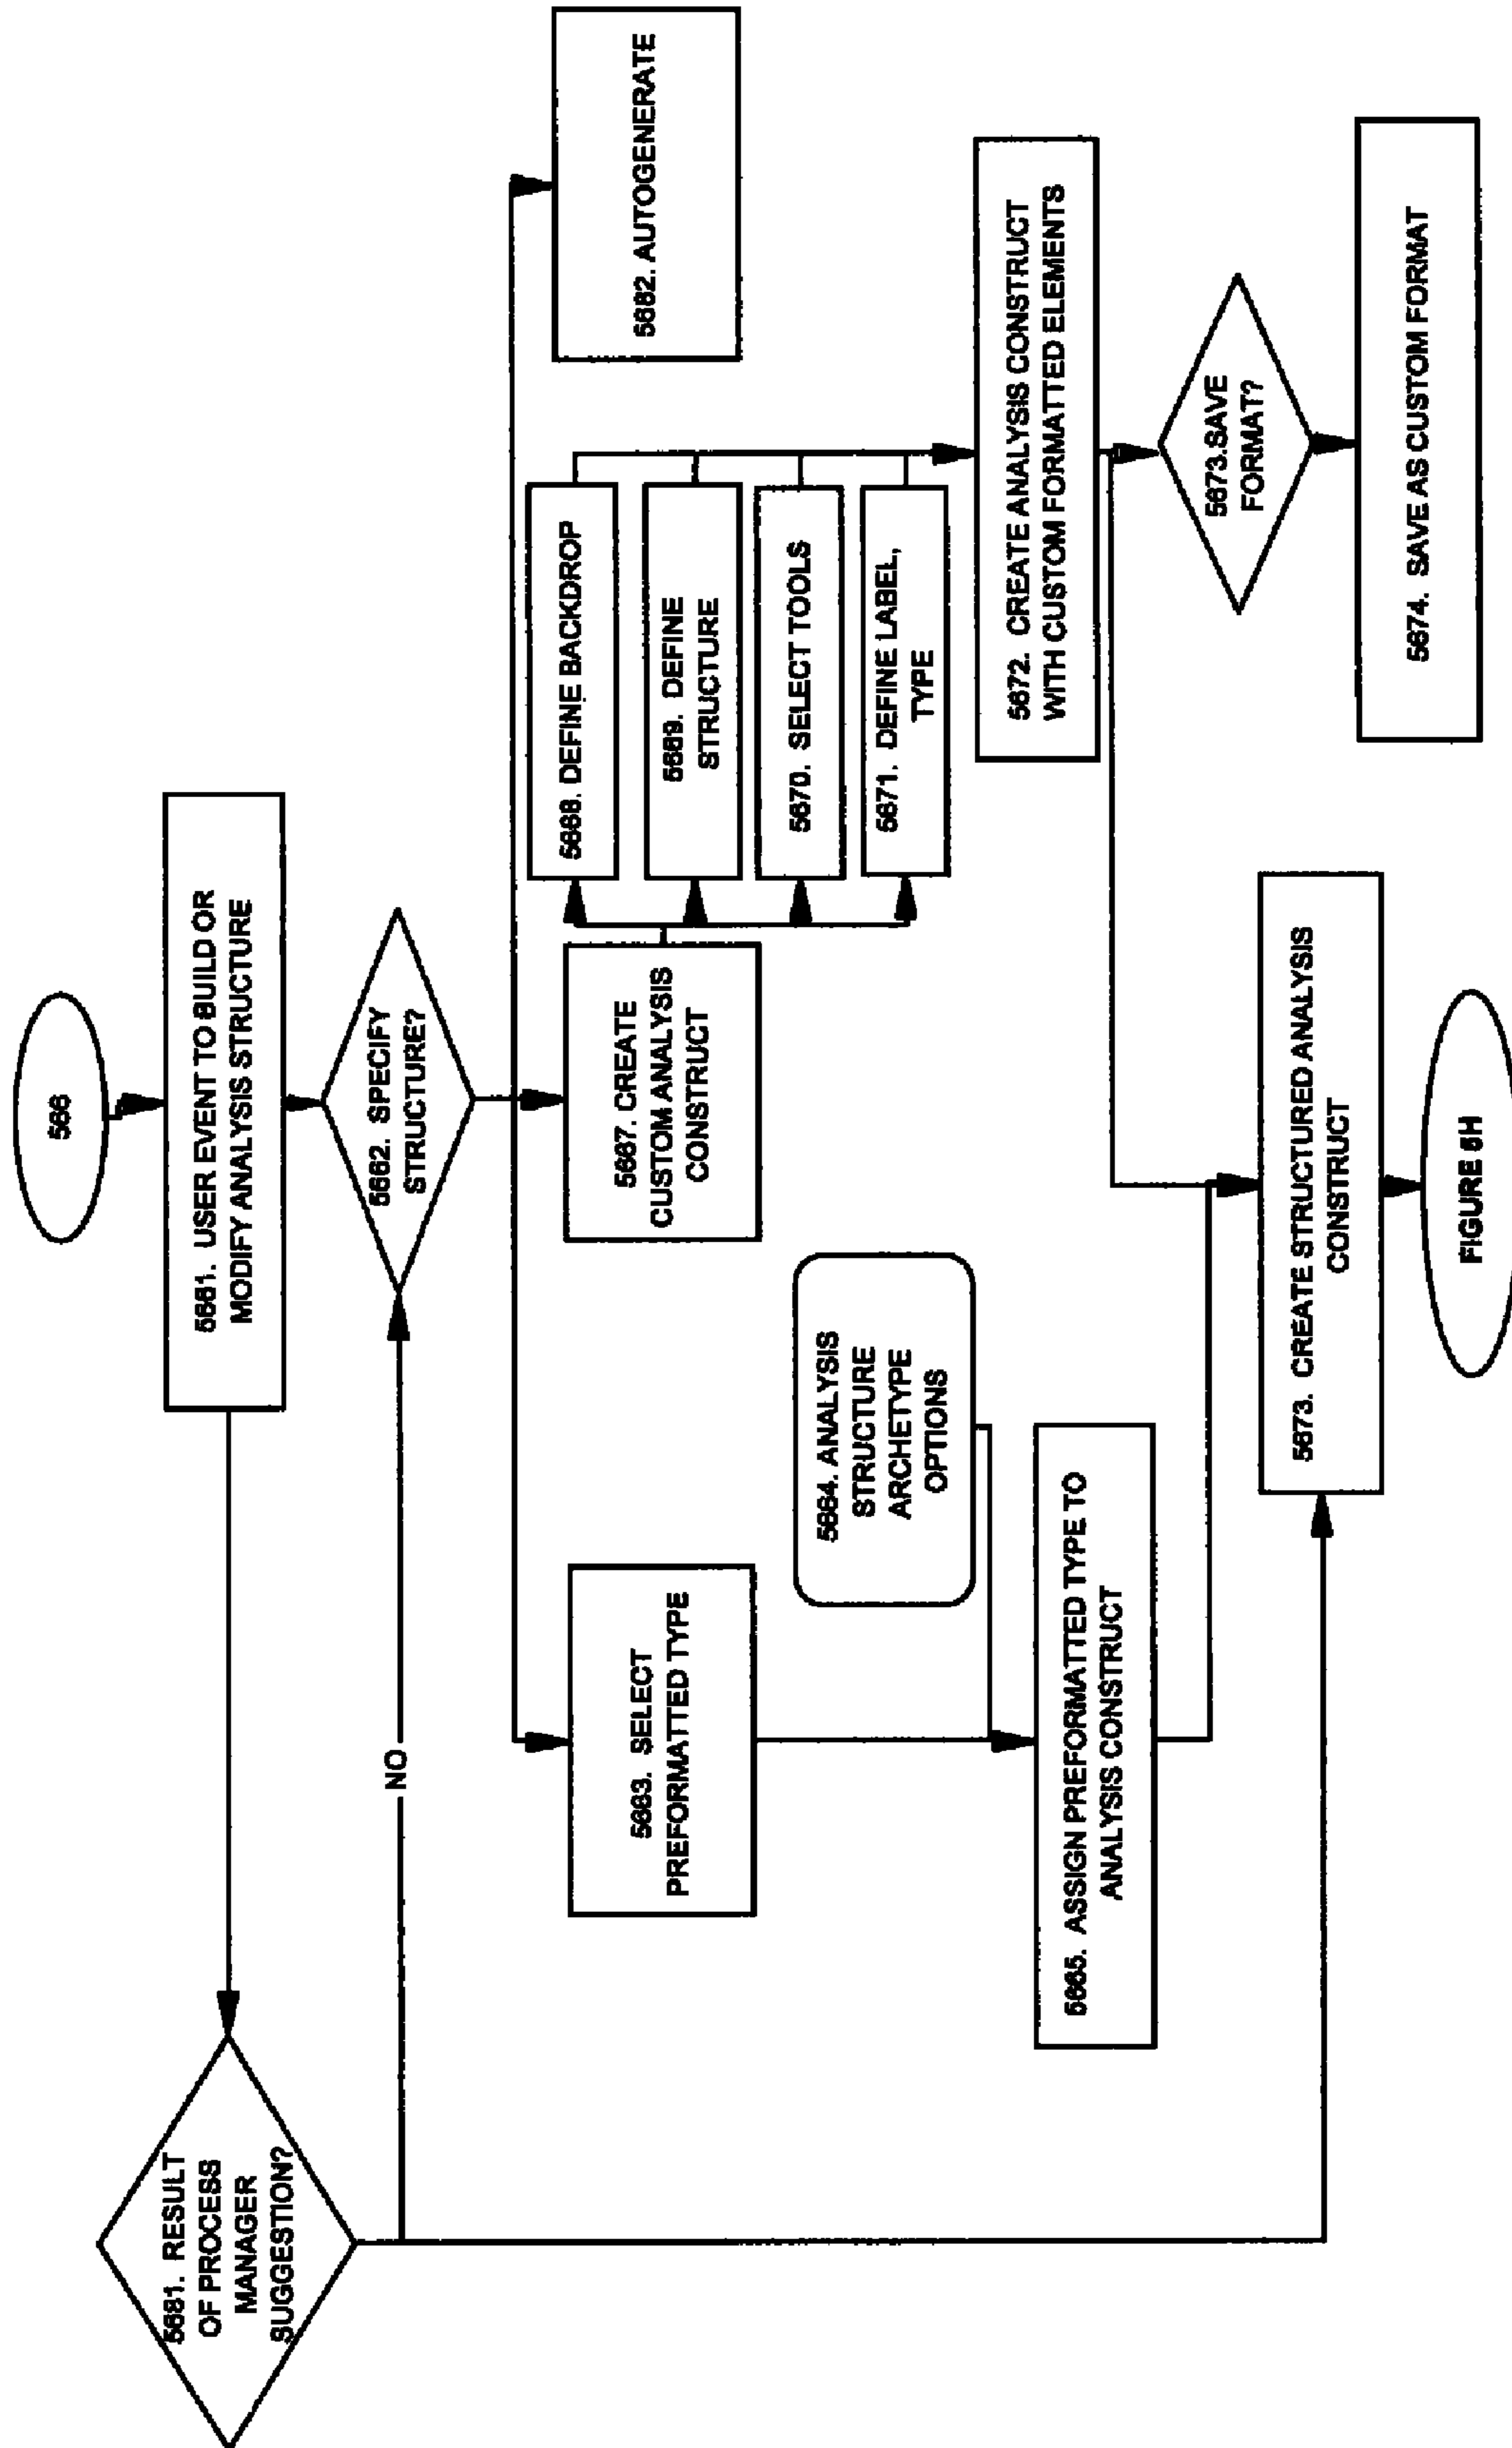 566
5661. USER EVENT TO BUILD OR
MODIFY ANALYSIS STRUCTURE
5681. RESULT
OF PROCESS
MANAGER
SUGGESTION?
5662. SPECIFY
STRUCTURE?
NO
5663. SELECT
PREFORMATTED TYPE
5667. CREATE
CUSTOM ANALYSIS
CONSTRUCT
5682. AUTOGENERATE
5668. DEFINE BACKDROP
5669. DEFINE
STRUCTURE
5670. SELECT TOOLS
5671. DEFINE LABEL,
TYPE
5664. ANALYSIS
STRUCTURE
ARCHETYPE
OPTIONS
5665. ASSIGN PREFORMATTED TYPE TO
ANALYSIS CONSTRUCT
5672. CREATE ANALYSIS CONSTRUCT
WITH CUSTOM FORMATTED ELEMENTS
5673.SAVE
FORMAT?
5673. CREATE STRUCTURED ANALYSIS
CONSTRUCT
5674. SAVE AS CUSTOM FORMAT
FIGURE 5H